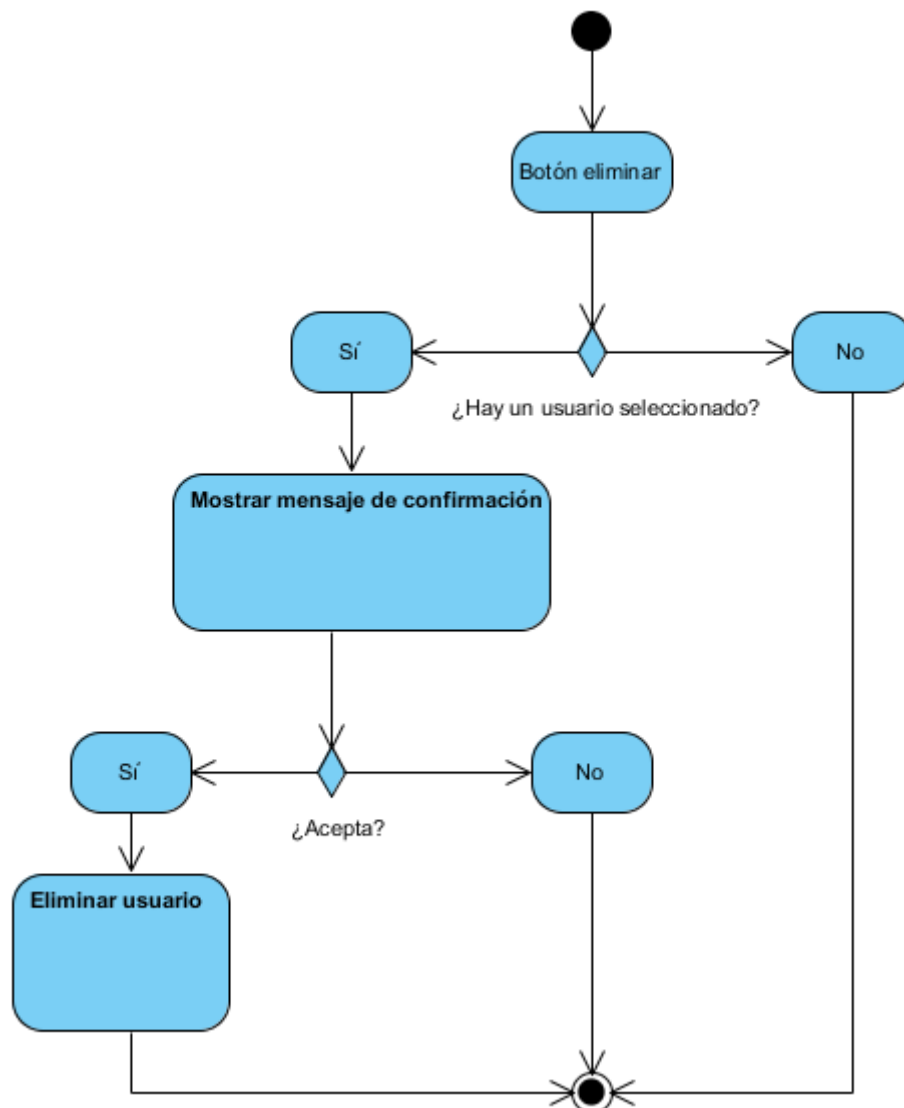 Botón eliminar
Sí
No
¿Hay un usuario seleccionado?
Mostrar mensaje de confirmación
Sí
No
¿Acepta?
Eliminar usuario